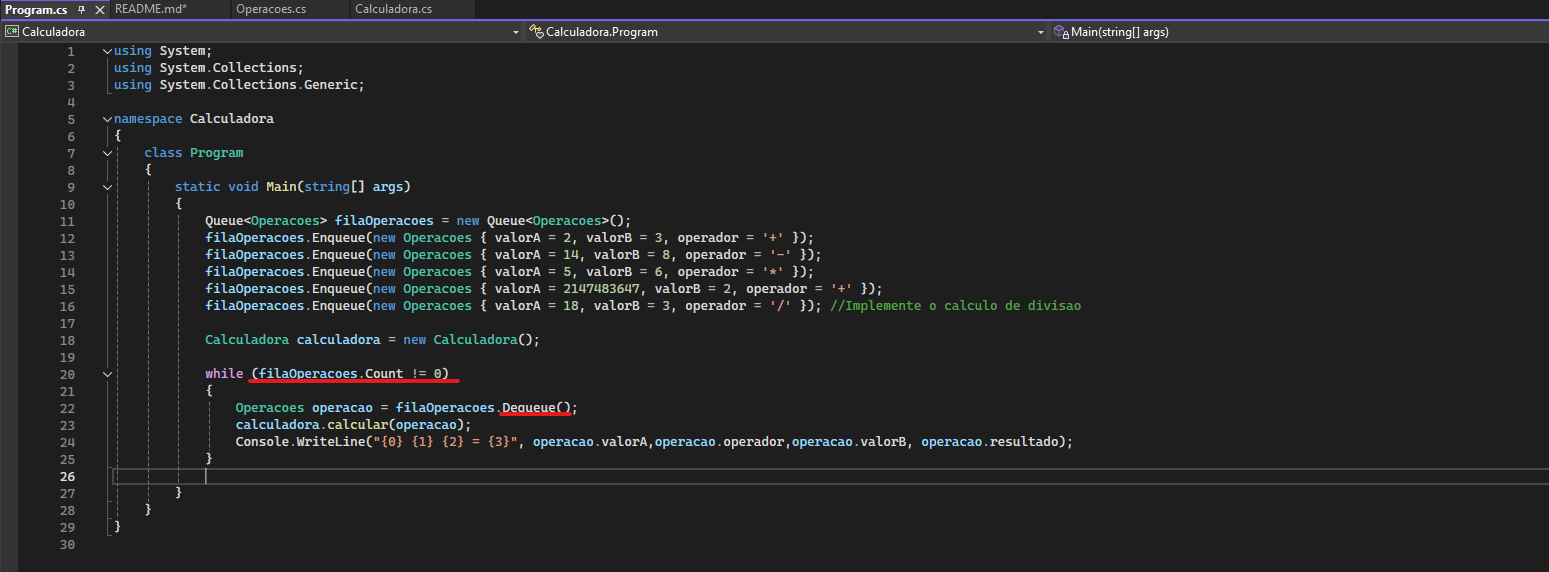 Program.cs README.md* Operacoes.cs Calculadora.cs
C# Calculadora Calculadora.Program Main(string[] args)
1 using System;
2 using System.Collections;
3 using System.Collections.Generic;
4
5 namespace Calculadora
6 {
7 class Program
8 {
9 static void Main(string[] args)
10 {
11 Queue<Operacoes> filaOperacoes = new Queue<Operacoes>();
12 filaOperacoes.Enqueue(new Operacoes { valorA = 2, valorB = 3, operador = '+' });
13 filaOperacoes.Enqueue(new Operacoes { valorA = 14, valorB = 8, operador = '-' });
14 filaOperacoes.Enqueue(new Operacoes { valorA = 5, valorB = 6, operador = '*' });
15 filaOperacoes.Enqueue(new Operacoes { valorA = 2147483647, valorB = 2, operador = '+' });
16 filaOperacoes.Enqueue(new Operacoes { valorA = 18, valorB = 3, operador = '/' }); //Implemente o calculo de divisao
17
18 Calculadora calculadora = new Calculadora();
19
20 while (filaOperacoes.Count != 0)
21 {
22 Operacoes operacao = filaOperacoes.Dequeue();
23 calculadora.calcular(operacao);
24 Console.WriteLine("{0} {1} {2} = {3}", operacao.valorA,operacao.operador,operacao.valorB, operacao.resultado);
25 }
26
27 }
28 }
29 }
30